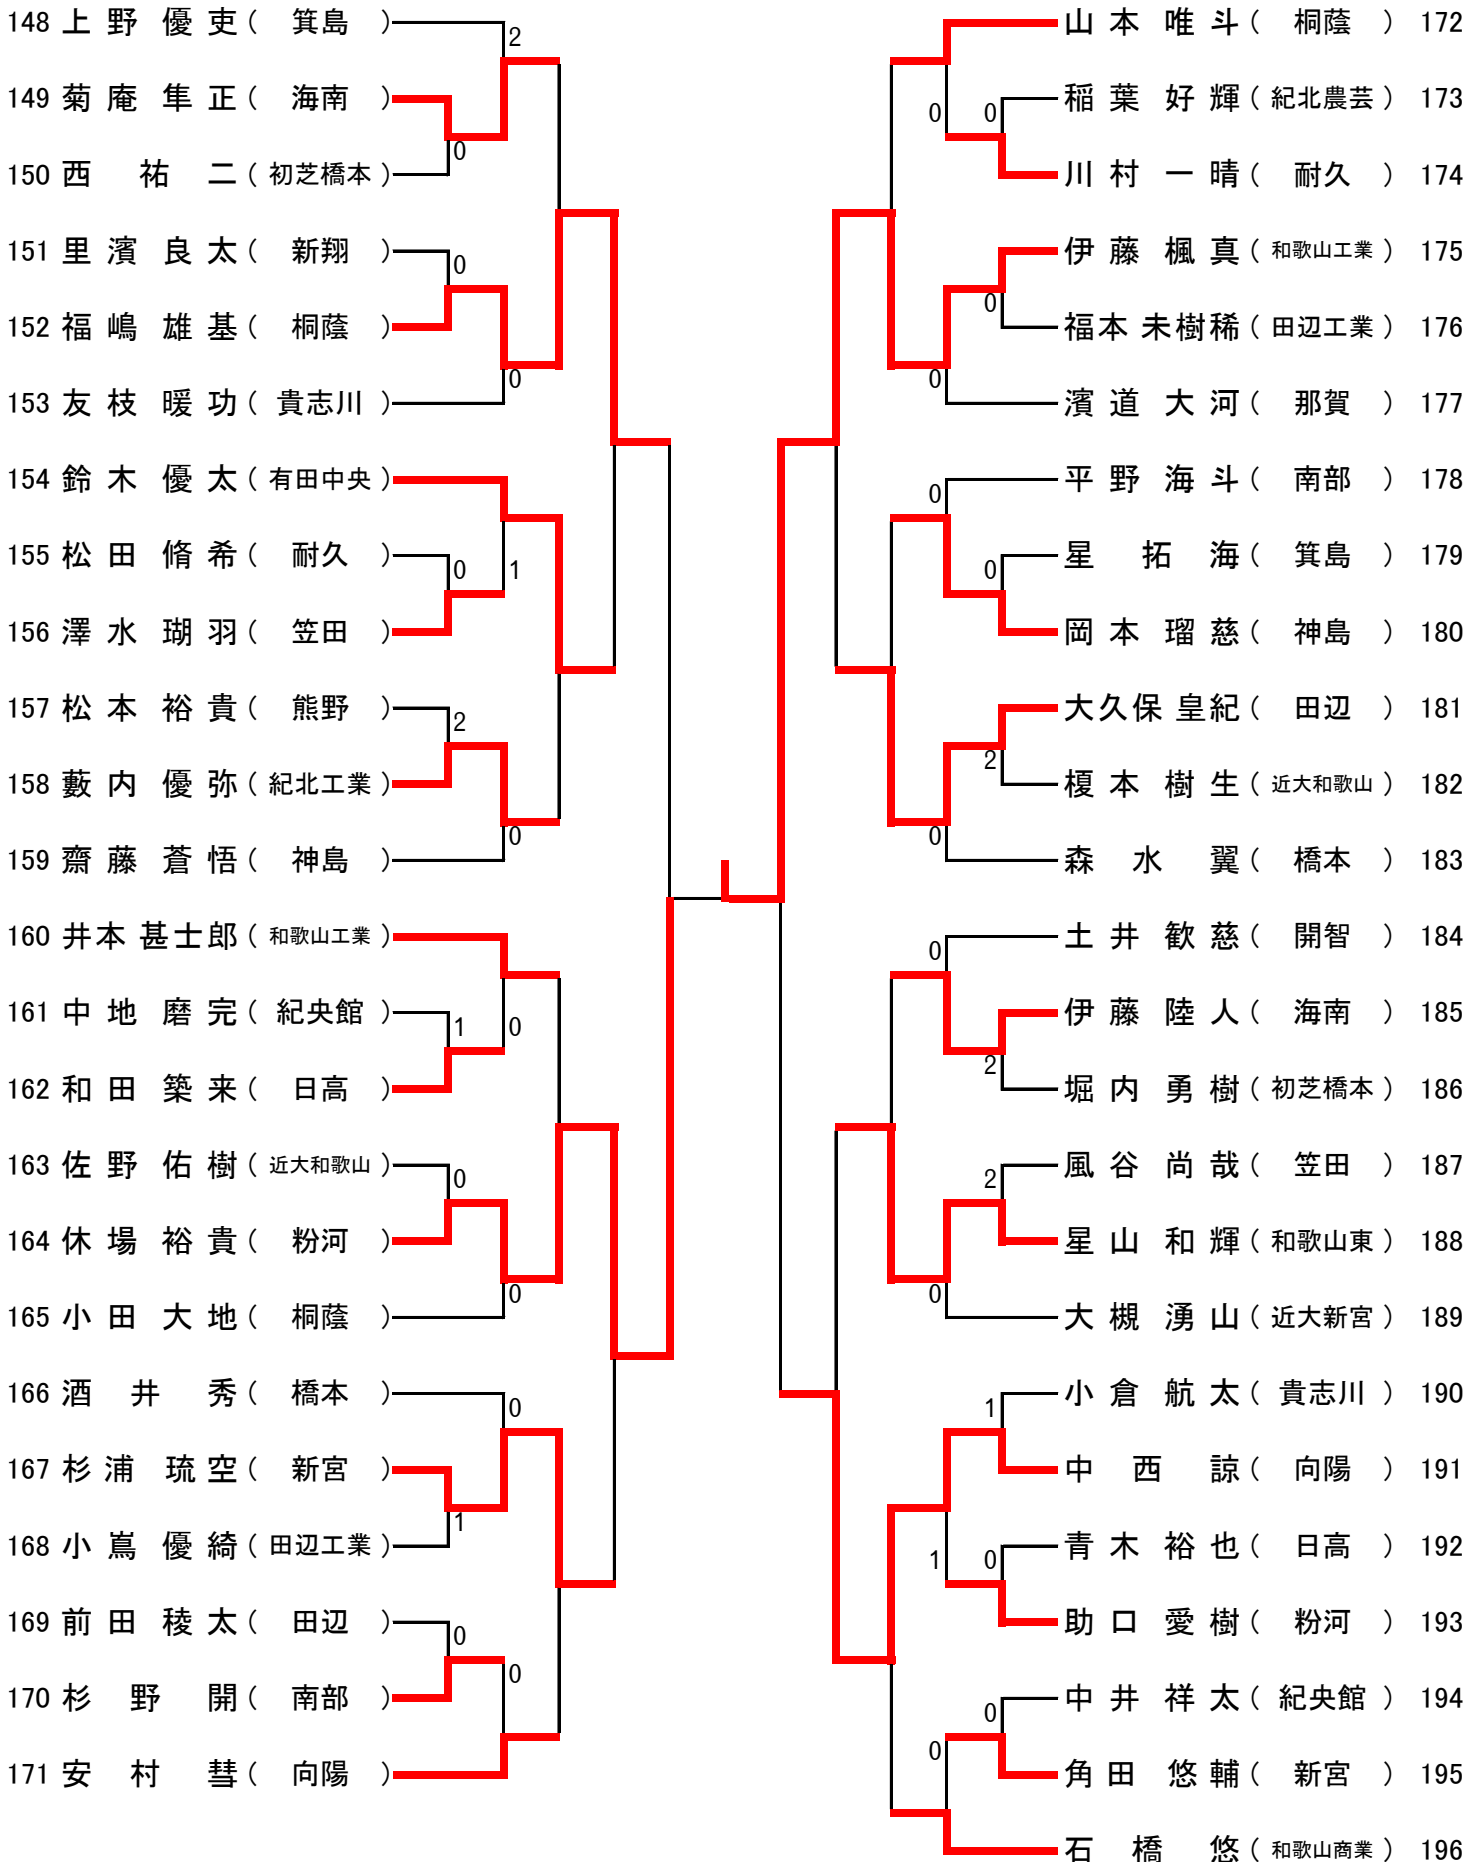 148 上野 優吏 ( 箕島 )
2
149 菊庵 隼正 ( 海南 )
0
150 西 祐二 ( 初芝橋本 )
151 里濱 良太 ( 新翔 )
0
152 福嶋 雄基 ( 桐蔭 )
0
153 友枝 暖功 ( 貴志川 )
154 鈴木 優太 ( 有田中央 )
155 松田 脩希 ( 耐久 )
0 1
156 澤水 瑚羽 ( 笠田 )
157 松本 裕貴 ( 熊野 )
2
158 藪内 優弥 ( 紀北工業 )
0
159 齋藤 蒼悟 ( 神島 )
160 井本 甚士郎 ( 和歌山工業 )
161 中地 磨完 ( 紀央館 )
1 0
162 和田 築来 ( 日高 )
163 佐野 佑樹 ( 近大和歌山 )
0
164 休場 裕貴 ( 粉河 )
0
165 小田 大地 ( 桐蔭 )
166 酒井 秀 ( 橋本 )
0
167 杉浦 琉空 ( 新宮 )
1
168 小嶌 優綺 ( 田辺工業 )
169 前田 稜太 ( 田辺 )
0
0
170 杉野 開 ( 南部 )
171 安村 彗 ( 向陽 )
山本 唯斗 ( 桐蔭 ) 172
稲葉 好輝 ( 紀北農芸 ) 173
0 0
川村 一晴 ( 耐久 ) 174
伊藤 楓真 ( 和歌山工業 ) 175
0
福本 未樹稀 ( 田辺工業 ) 176
0
濱道 大河 ( 那賀 ) 177
平野 海斗 ( 南部 ) 178
0
星 拓海 ( 箕島 ) 179
0
岡本 瑠慈 ( 神島 ) 180
大久保 皇紀 ( 田辺 ) 181
2
榎本 樹生 ( 近大和歌山 ) 182
0
森水 翼 ( 橋本 ) 183
土井 歓慈 ( 開智 ) 184
0
伊藤 陸人 ( 海南 ) 185
2
堀内 勇樹 ( 初芝橋本 ) 186
風谷 尚哉 ( 笠田 ) 187
2
星山 和輝 ( 和歌山東 ) 188
0
大槻 湧山 ( 近大新宮 ) 189
小倉 航太 ( 貴志川 ) 190
1
中西 諒 ( 向陽 ) 191
青木 裕也 ( 日高 ) 192
1 0
助口 愛樹 ( 粉河 ) 193
中井 祥太 ( 紀央館 ) 194
0
0
角田 悠輔 ( 新宮 ) 195
石橋 悠 ( 和歌山商業 ) 196